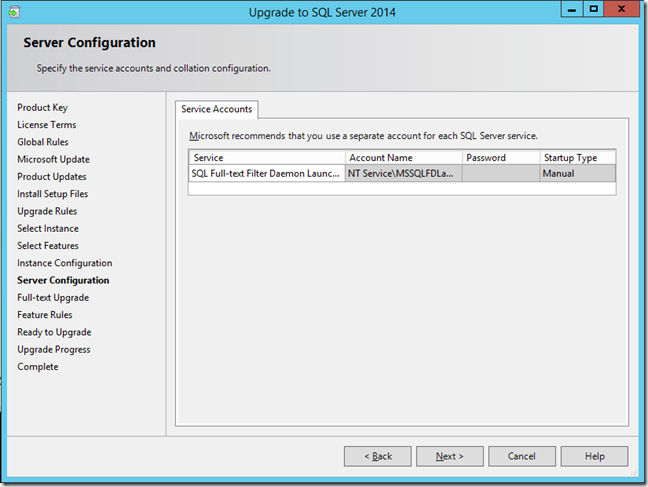 Upgrade to SQL Server 2014
Server Configuration
Specify the service accounts and collation configuration.
Product Key
License Terms
Global Rules
Microsoft Update
Product Updates
Install Setup Files
Upgrade Rules
Select Instance
Select Features
Instance Configuration
Server Configuration
Full-text Upgrade
Feature Rules
Ready to Upgrade
Upgrade Progress
Complete
Service Accounts
Microsoft recommends that you use a separate account for each SQL Server service.
Service Account Name Password Startup Type
SQL Full-text Filter Daemon Launc... NT Service\MSSQLFDLa... Manual
< Back Next > Cancel Help